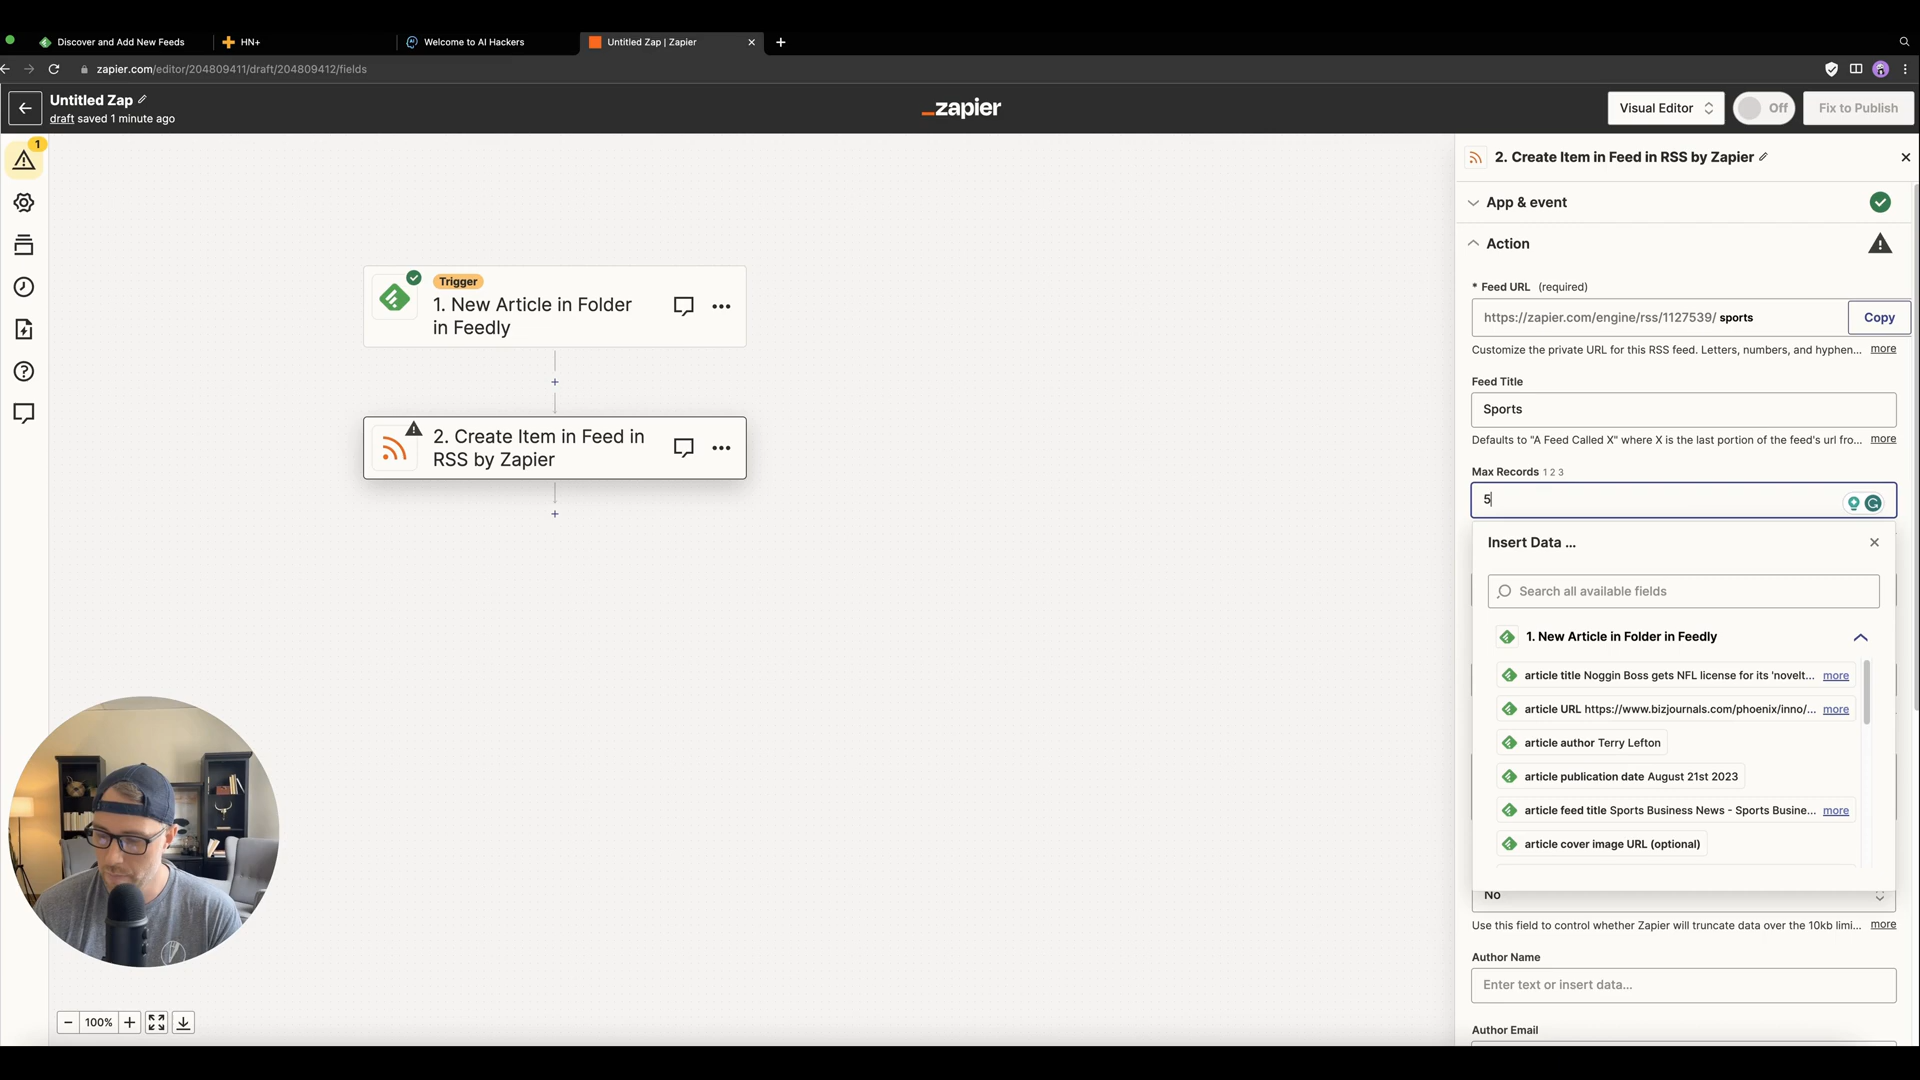 Discover and Add New Feeds
HN+
Welcome to AI Hackers
Untitled Zap | Zapier
zapier.com/editor/204809411/draft/204809412/fields
Untitled Zap
draft saved 1 minute ago
_zapier
Visual Editor
Off
Fix to Publish
1
2. Create Item in Feed in RSS by Zapier
App & event
Action
* Feed URL (required)
https://zapier.com/engine/rss/1127539/ sports
Copy
Customize the private URL for this RSS feed. Letters, numbers, and hyphen... more
Feed Title
Sports
Defaults to "A Feed Called X" where X is the last portion of the feed's url fro... more
Max Records 1 2 3
5
Insert Data ...
Search all available fields
1. New Article in Folder in Feedly
article title Noggin Boss gets NFL license for its 'novelt... more
article URL https://www.bizjournals.com/phoenix/inno/... more
article author Terry Lefton
article publication date August 21st 2023
article feed title Sports Business News - Sports Busine... more
article cover image URL (optional)
No
Use this field to control whether Zapier will truncate data over the 10kb limi... more
Author Name
Enter text or insert data...
Author Email
Trigger
1. New Article in Folder
in Feedly
2. Create Item in Feed in
RSS by Zapier
100%